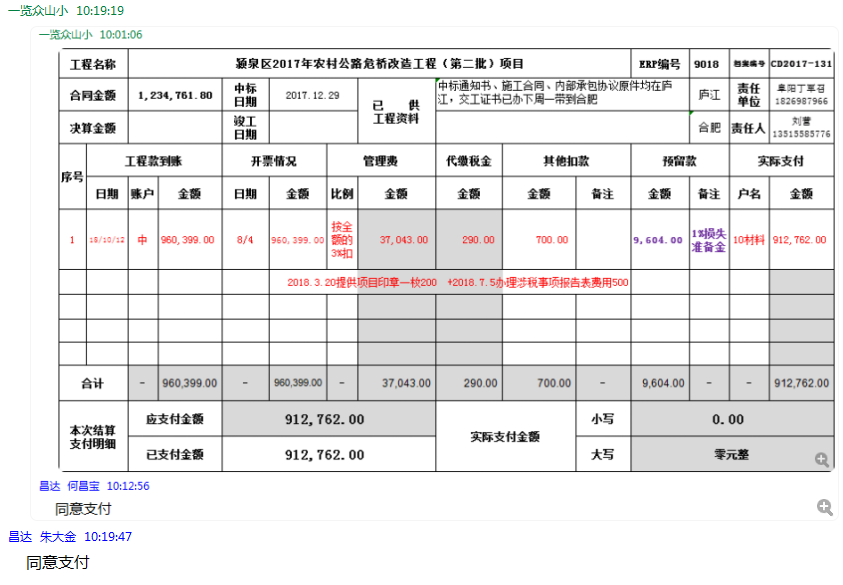 一览众山小 10:19:19
一览众山小 10:01:06
工程名称 颍泉区2017年农村公路危桥改造工程（第二批）项目 ERP编号 9018 档案编号 CD2017-131
合同金额 1,234,761.80 中标日期 2017.12.29 已 供 工程资料 中标通知书、施工合同、内部承包协议原件均在庐江，交工证书已办下周一带到合肥 庐江 责任单位 阜阳丁军召 1826987966
决算金额 竣工日期 合肥 责任人 刘营 13515585776
序号 工程款到账 开票情况 管理费 代缴税金 其他扣款 预留款 实际支付
日期 账户 金额 日期 金额 比例 金额 金额 金额 备注 金额 备注 户名 金额
1 18/10/12 中 960,399.00 8/4 960,399.00 按全额的3%扣 37,043.00 290.00 700.00 9,604.00 1%损失准备金 10材料 912,762.00
2018.3.20提供项目印章一枚200 +2018.7.5办理涉税事项报告表费用500
合计 - 960,399.00 - 960,399.00 - 37,043.00 290.00 700.00 - 9,604.00 - - 912,762.00
本次结算支付明细 应支付金额 912,762.00 实际支付金额 小写 0.00
已支付金额 912,762.00 大写 零元整
昌达 何昌宝 10:12:56
同意支付
昌达 朱大金 10:19:47
同意支付